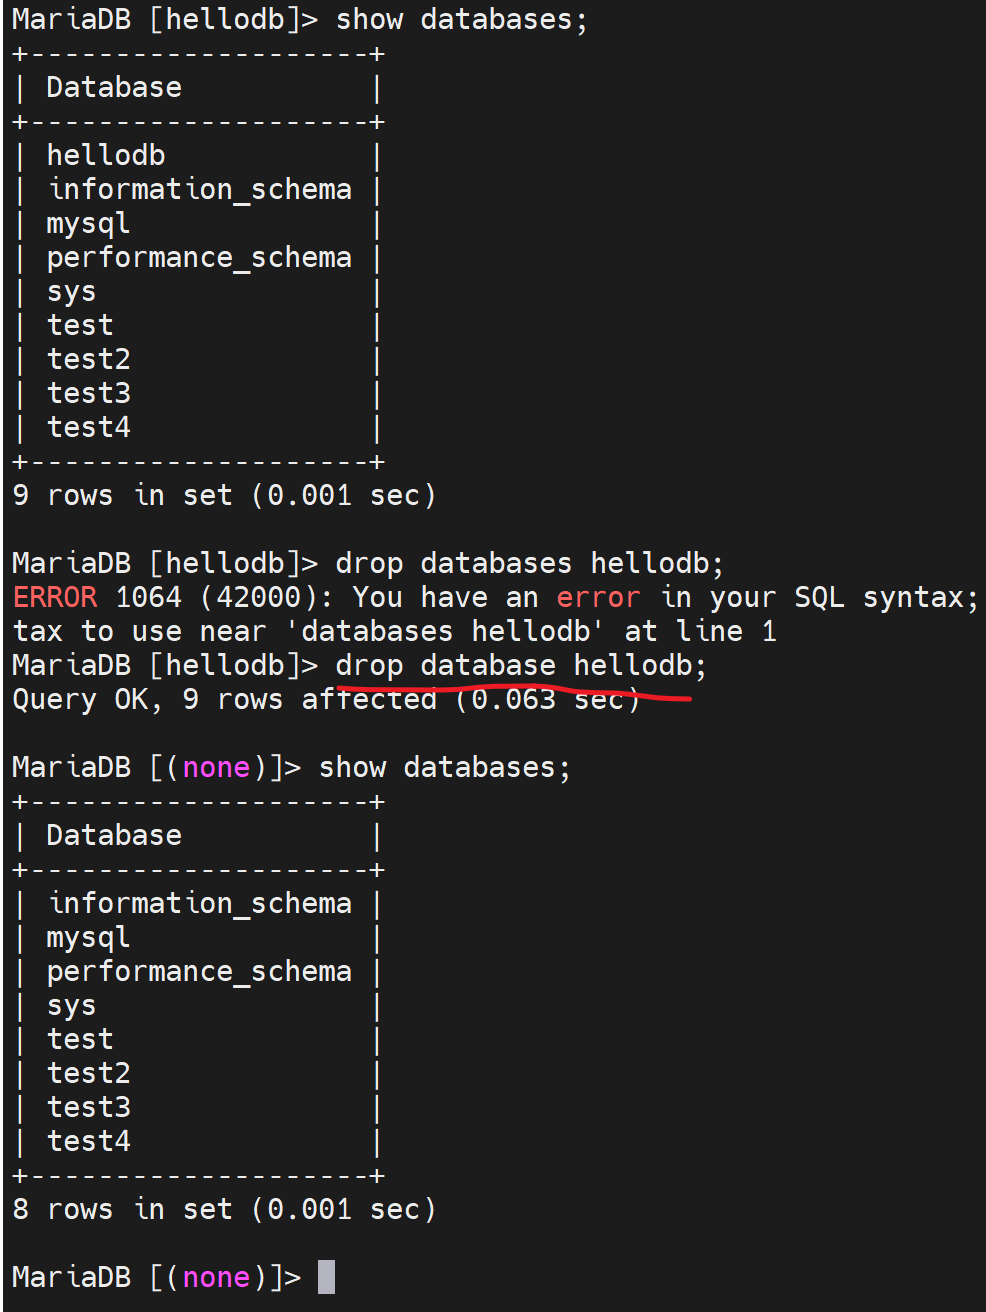 MariaDB [hellodb]> show databases;
+--------------------+
| Database           |
+--------------------+
| hellodb            |
| information_schema |
| mysql              |
| performance_schema |
| sys                |
| test               |
| test2              |
| test3              |
| test4              |
+--------------------+
9 rows in set (0.001 sec)
MariaDB [hellodb]> drop databases hellodb;
ERROR 1064 (42000): You have an error in your SQL syntax;
tax to use near 'databases hellodb' at line 1
MariaDB [hellodb]> drop database hellodb;
Query OK, 9 rows affected (0.063 sec)
MariaDB [(none)]> show databases;
+--------------------+
| Database           |
+--------------------+
| information_schema |
| mysql              |
| performance_schema |
| sys                |
| test               |
| test2              |
| test3              |
| test4              |
+--------------------+
8 rows in set (0.001 sec)
MariaDB [(none)]>